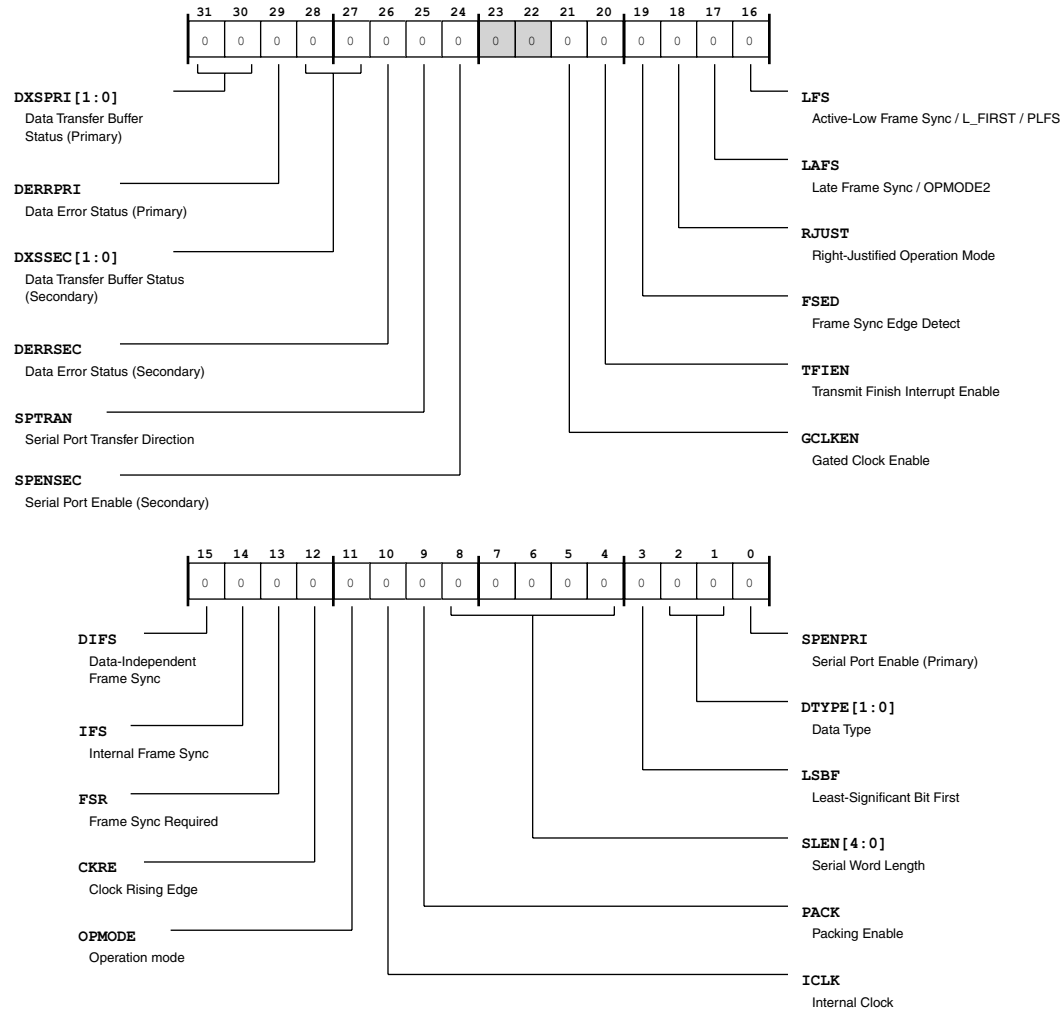 31 30 29 28 27 26 25 24 23 22 21 20 19 18 17 16
0 0 0 0 0 0 0 0 0 0 0 0 0 0 0 0
DXSPRI[1:0]
Data Transfer Buffer
Status (Primary)
DERRPRI
Data Error Status (Primary)
DXSSEC[1:0]
Data Transfer Buffer Status
(Secondary)
DERRSEC
Data Error Status (Secondary)
SPTRAN
Serial Port Transfer Direction
SPENSEC
Serial Port Enable (Secondary)
LFS
Active-Low Frame Sync / L_FIRST / PLFS
LAFS
Late Frame Sync / OPMODE2
RJUST
Right-Justified Operation Mode
FSED
Frame Sync Edge Detect
TFIEN
Transmit Finish Interrupt Enable
GCLKEN
Gated Clock Enable
15 14 13 12 11 10 9 8 7 6 5 4 3 2 1 0
0 0 0 0 0 0 0 0 0 0 0 0 0 0 0 0
DIFS
Data-Independent
Frame Sync
IFS
Internal Frame Sync
FSR
Frame Sync Required
CKRE
Clock Rising Edge
OPMODE
Operation mode
SPENPRI
Serial Port Enable (Primary)
DTYPE[1:0]
Data Type
LSBF
Least-Significant Bit First
SLEN[4:0]
Serial Word Length
PACK
Packing Enable
ICLK
Internal Clock